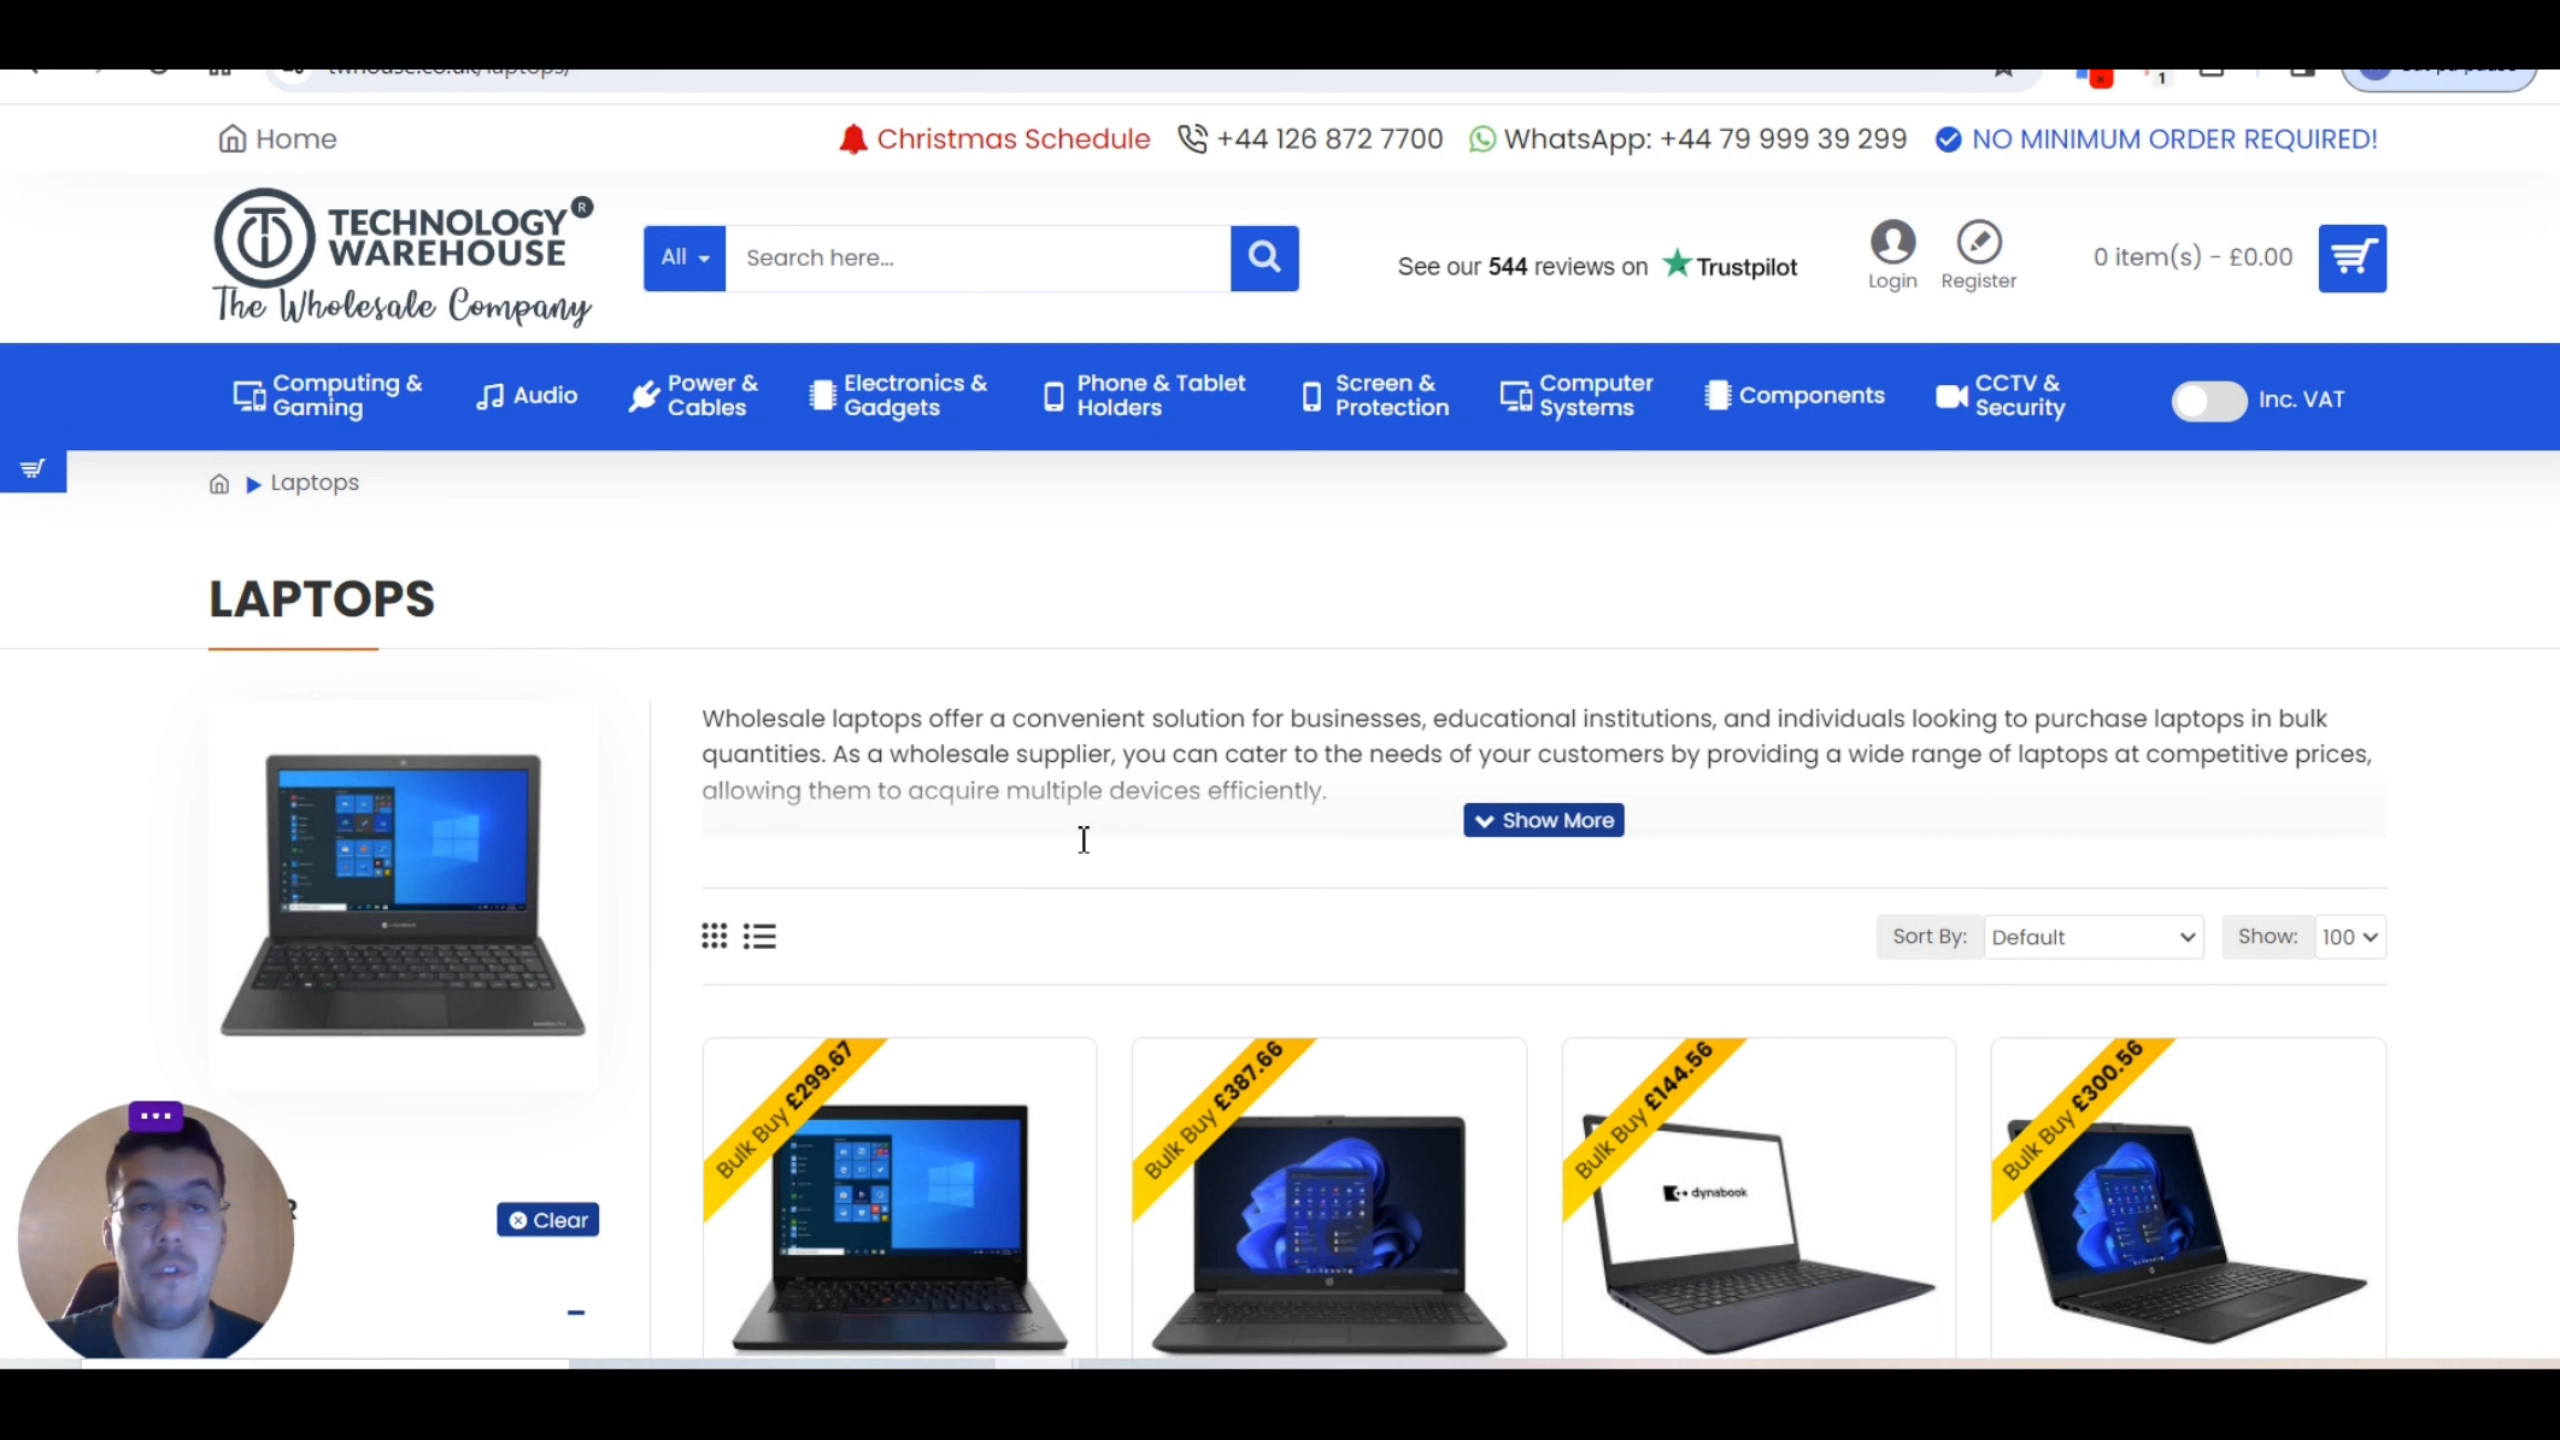 Home
Christmas Schedule
+44 126 872 7700
WhatsApp: +44 79 999 39 299
NO MINIMUM ORDER REQUIRED!
TECHNOLOGY
WAREHOUSE
R
The Wholesale Company
All
Search here...
See our 544 reviews on
Trustpilot
Login
Register
0 item(s) - £0.00
Computing &
Gaming
Audio
Power &
Cables
Electronics &
Gadgets
Phone & Tablet
Holders
Screen &
Protection
Computer
Systems
Components
CCTV &
Security
Inc. VAT
Laptops
LAPTOPS
Wholesale laptops offer a convenient solution for businesses, educational institutions, and individuals looking to purchase laptops in bulk
quantities. As a wholesale supplier, you can cater to the needs of your customers by providing a wide range of laptops at competitive prices,
allowing them to acquire multiple devices efficiently.
Show More
Sort By:
Default
Show:
100
Bulk Buy £299.67
Bulk Buy £387.66
Bulk Buy £144.56
Bulk Buy £300.56
dynabook
R
Clear